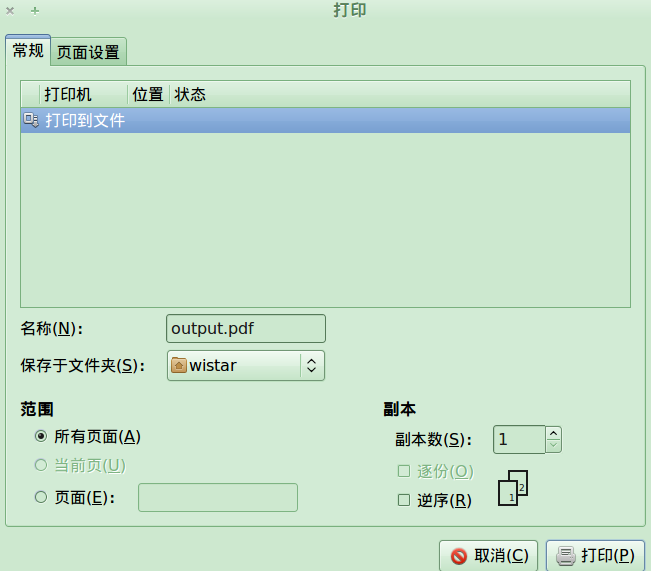 打印
常规 页面设置
打印机 位置 状态
打印到文件
名称(N)：output.pdf
保存于文件夹(S)：wistar
范围 副本
所有页面(A) 副本数(S)：1
当前页(U) 逐份(O)
页面(E)： 逆序(R) 1 2
取消(C) 打印(P)